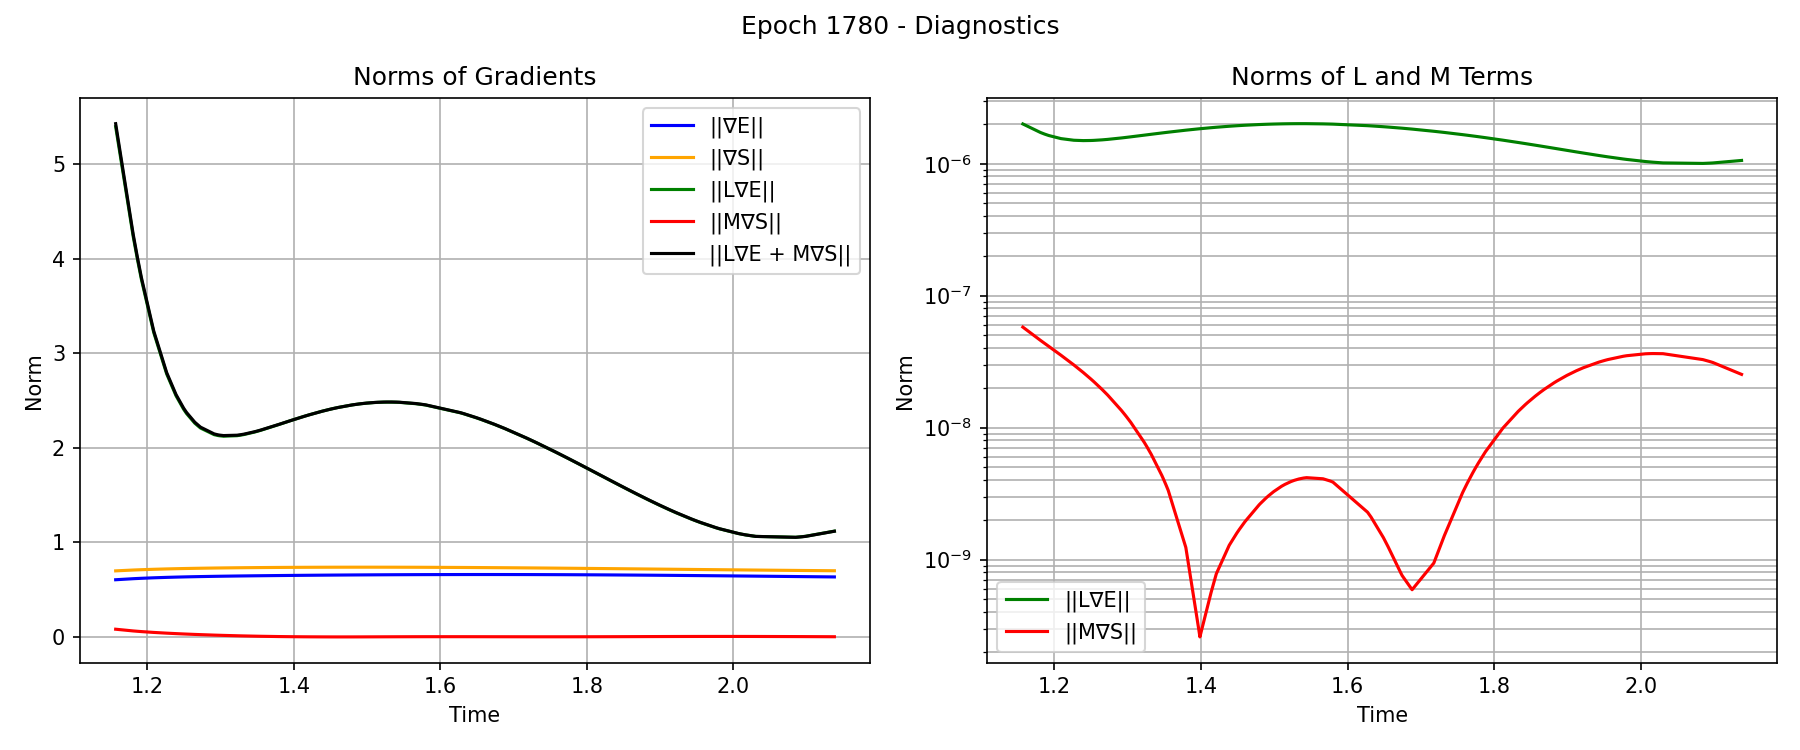 Epoch 1780 - Diagnostics
Norms of Gradients
5
4
3
2
1
0
Norm
1.2 1.4 1.6 1.8 2.0
Time
||∇E||
||∇S||
||L∇E||
||M∇S||
||L∇E + M∇S||
Norms of L and M Terms
10⁻⁶
10⁻⁷
10⁻⁸
10⁻⁹
Norm
1.2 1.4 1.6 1.8 2.0
Time
||L∇E||
||M∇S||